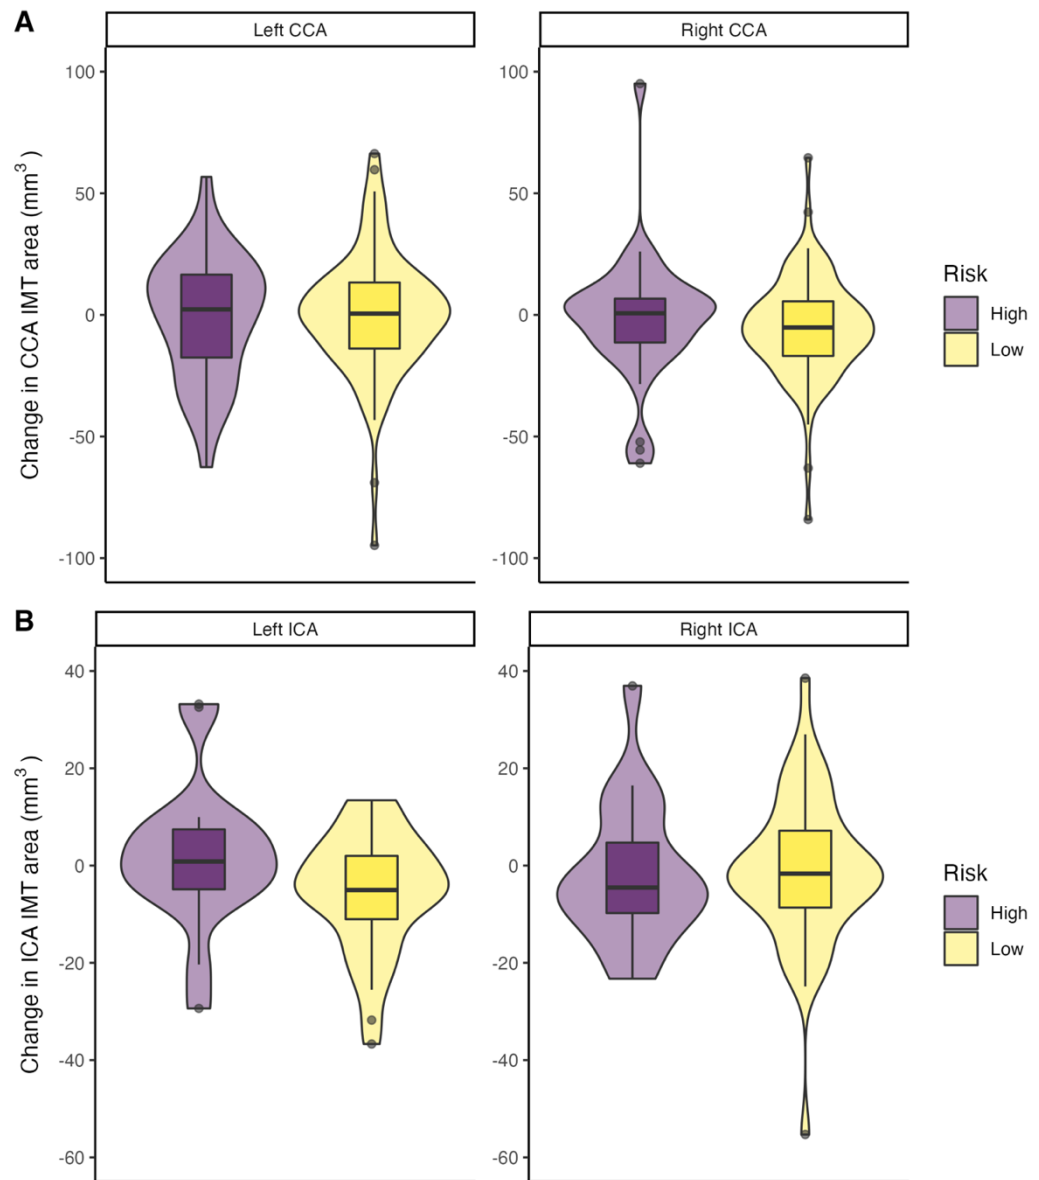 A
Left CCA
Right CCA
Change in CCA IMT area (mm³ )
100
50
0
-50
-100
100
50
0
-50
-100
Risk
High
Low
B
Left ICA
Right ICA
Change in ICA IMT area (mm³ )
40
20
0
-20
-40
-60
40
20
0
-20
-40
-60
Risk
High
Low